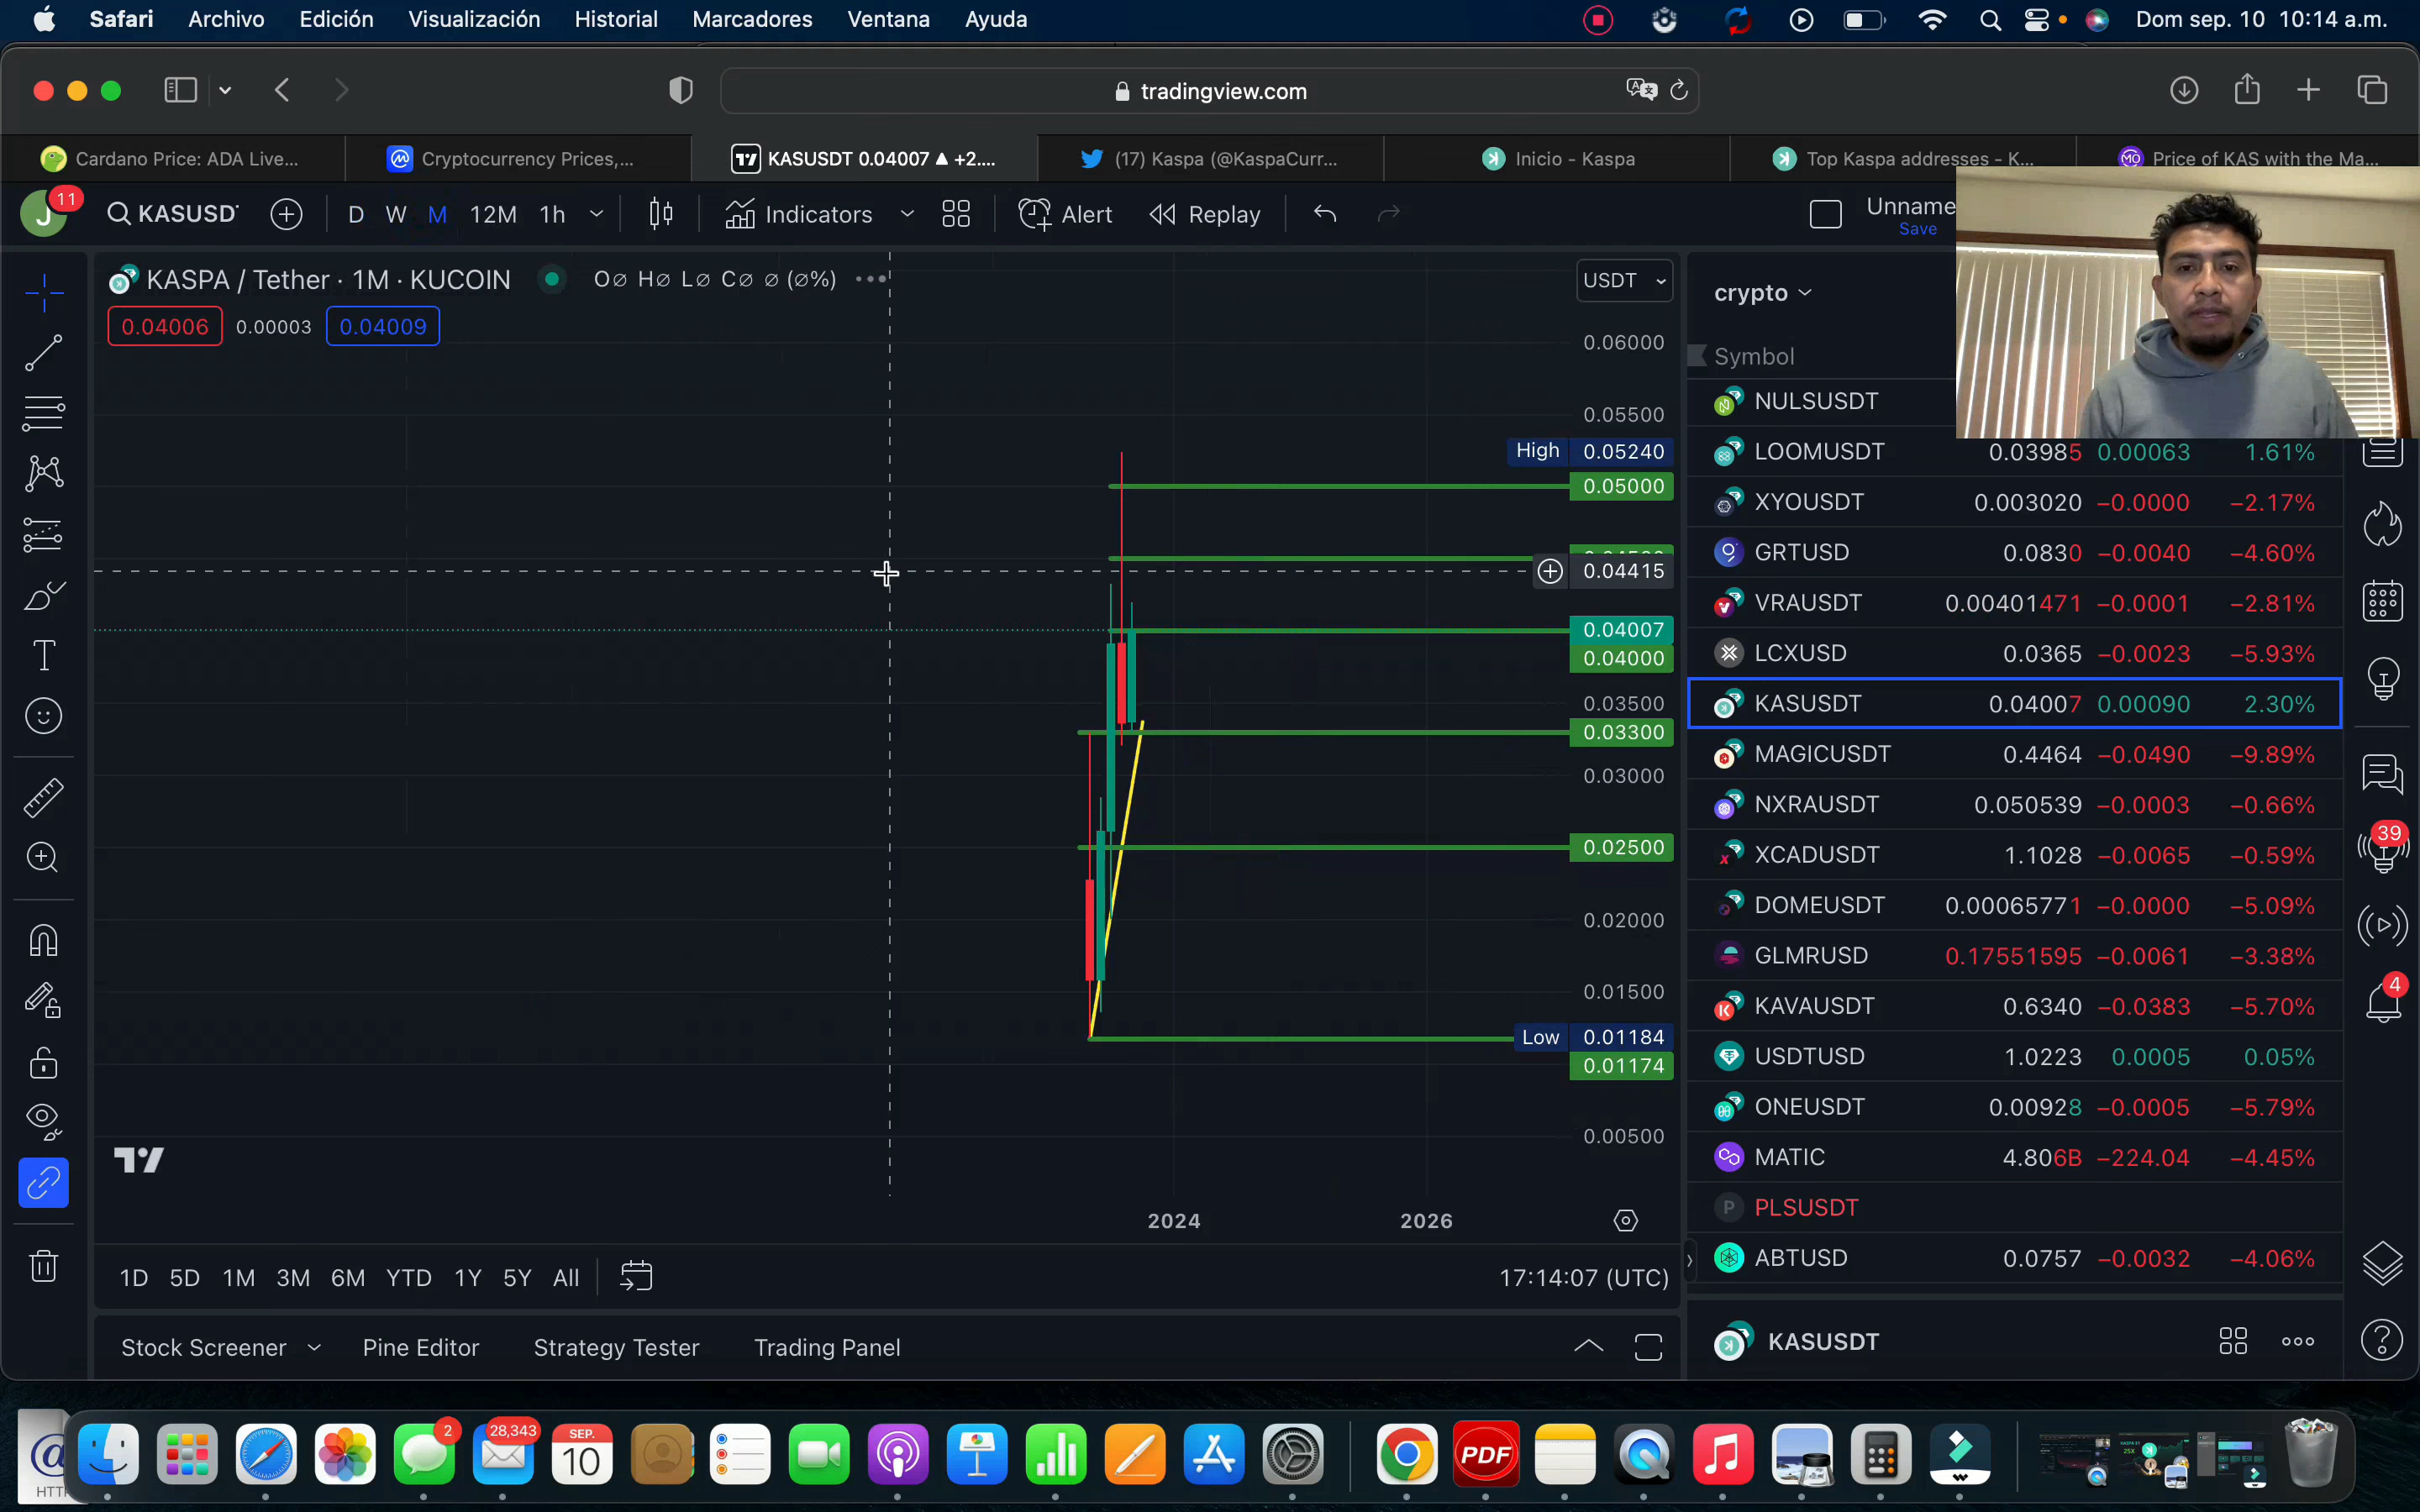 Safari Archivo Edición Visualización Historial Marcadores Ventana Ayuda Dom sep. 10 10:14 a.m.
tradingview.com
Cardano Price: ADA Live... Cryptocurrency Prices,... KASUSDT 0.04007 ▲ +2.... (17) Kaspa (@KaspaCurr... Inicio - Kaspa Top Kaspa addresses - K... Price of KAS with the Ma...
J 11 KASUSD D W M 12M 1h Indicators Alert Replay Unname
Save
KASPA / Tether · 1M · KUCOIN O∅ H∅ L∅ C∅ ∅ (∅%) USDT
0.04006 0.00003 0.04009
0.06000
0.05500
High 0.05240
0.05000
0.04415
0.04007
0.04000
0.03500
0.03300
0.03000
0.02500
0.02000
0.01500
Low 0.01184
0.01174
0.00500
2024 2026
1D 5D 1M 3M 6M YTD 1Y 5Y All 17:14:07 (UTC)
Stock Screener Pine Editor Strategy Tester Trading Panel
crypto
Symbol
NULSUSDT
LOOMUSDT 0.03985 0.00063 1.61%
XYOUSDT 0.003020 −0.0000 −2.17%
GRTUSD 0.0830 −0.0040 −4.60%
VRAUSDT 0.00401471 −0.0001 −2.81%
LCXUSD 0.0365 −0.0023 −5.93%
KASUSDT 0.04007 0.00090 2.30%
MAGICUSDT 0.4464 −0.0490 −9.89%
NXRAUSDT 0.050539 −0.0003 −0.66%
XCADUSDT 1.1028 −0.0065 −0.59%
DOMEUSDT 0.00065771 −0.0000 −5.09%
GLMRUSD 0.17551595 −0.0061 −3.38%
KAVAUSDT 0.6340 −0.0383 −5.70%
USDTUSD 1.0223 0.0005 0.05%
ONEUSDT 0.00928 −0.0005 −5.79%
MATIC 4.806B −224.04 −4.45%
P PLSUSDT
ABTUSD 0.0757 −0.0032 −4.06%
KASUSDT
39
4
2
28,343
SEP.
10
PDF
HTT